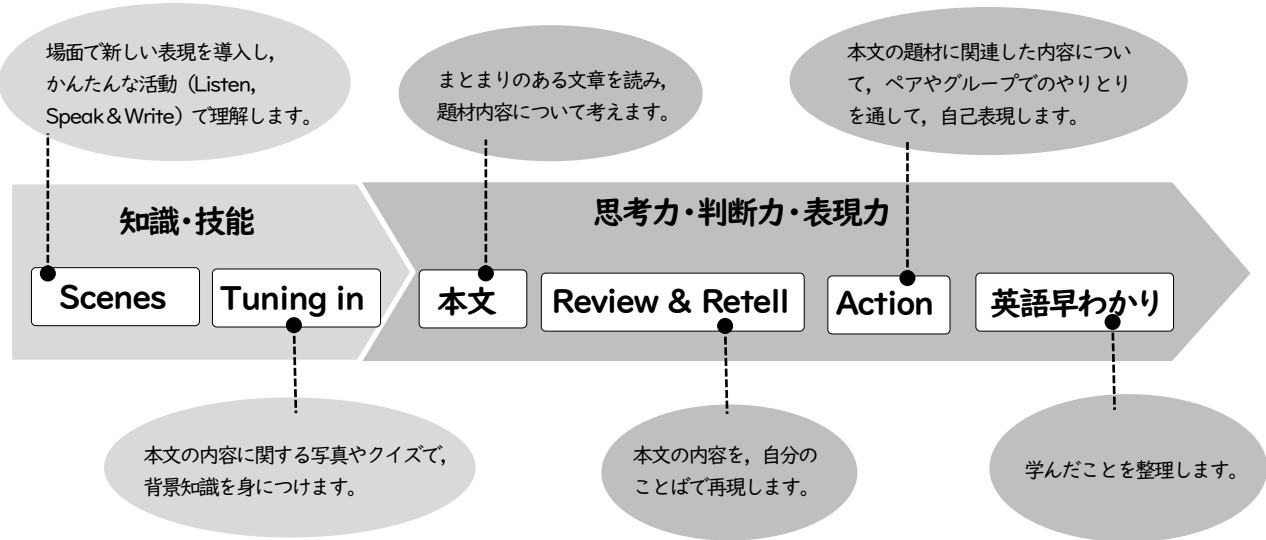 場面で新しい表現を導入し，
かんたんな活動（Listen,
Speak＆Write）で理解します。
まとまりのある文章を読み，
題材内容について考えます。
本文の題材に関連した内容につい
て，ペアやグループでのやりとり
を通して，自己表現します。
知識・技能
思考力・判断力・表現力
Scenes
Tuning in
本文
Review & Retell
Action
英語早わかり
本文の内容に関する写真やクイズで，
背景知識を身につけます。
本文の内容を，自分の
ことばで再現します。
学んだことを整理します。